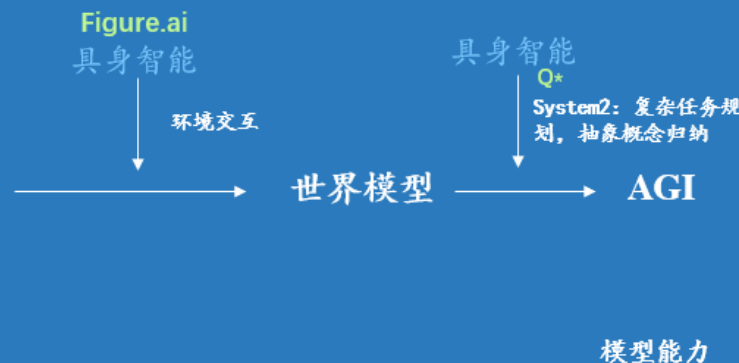 Figure.ai
具身智能
具身智能
Q*
环境交互
System2：复杂任务规
划，抽象概念归纳
世界模型
AGI
模型能力